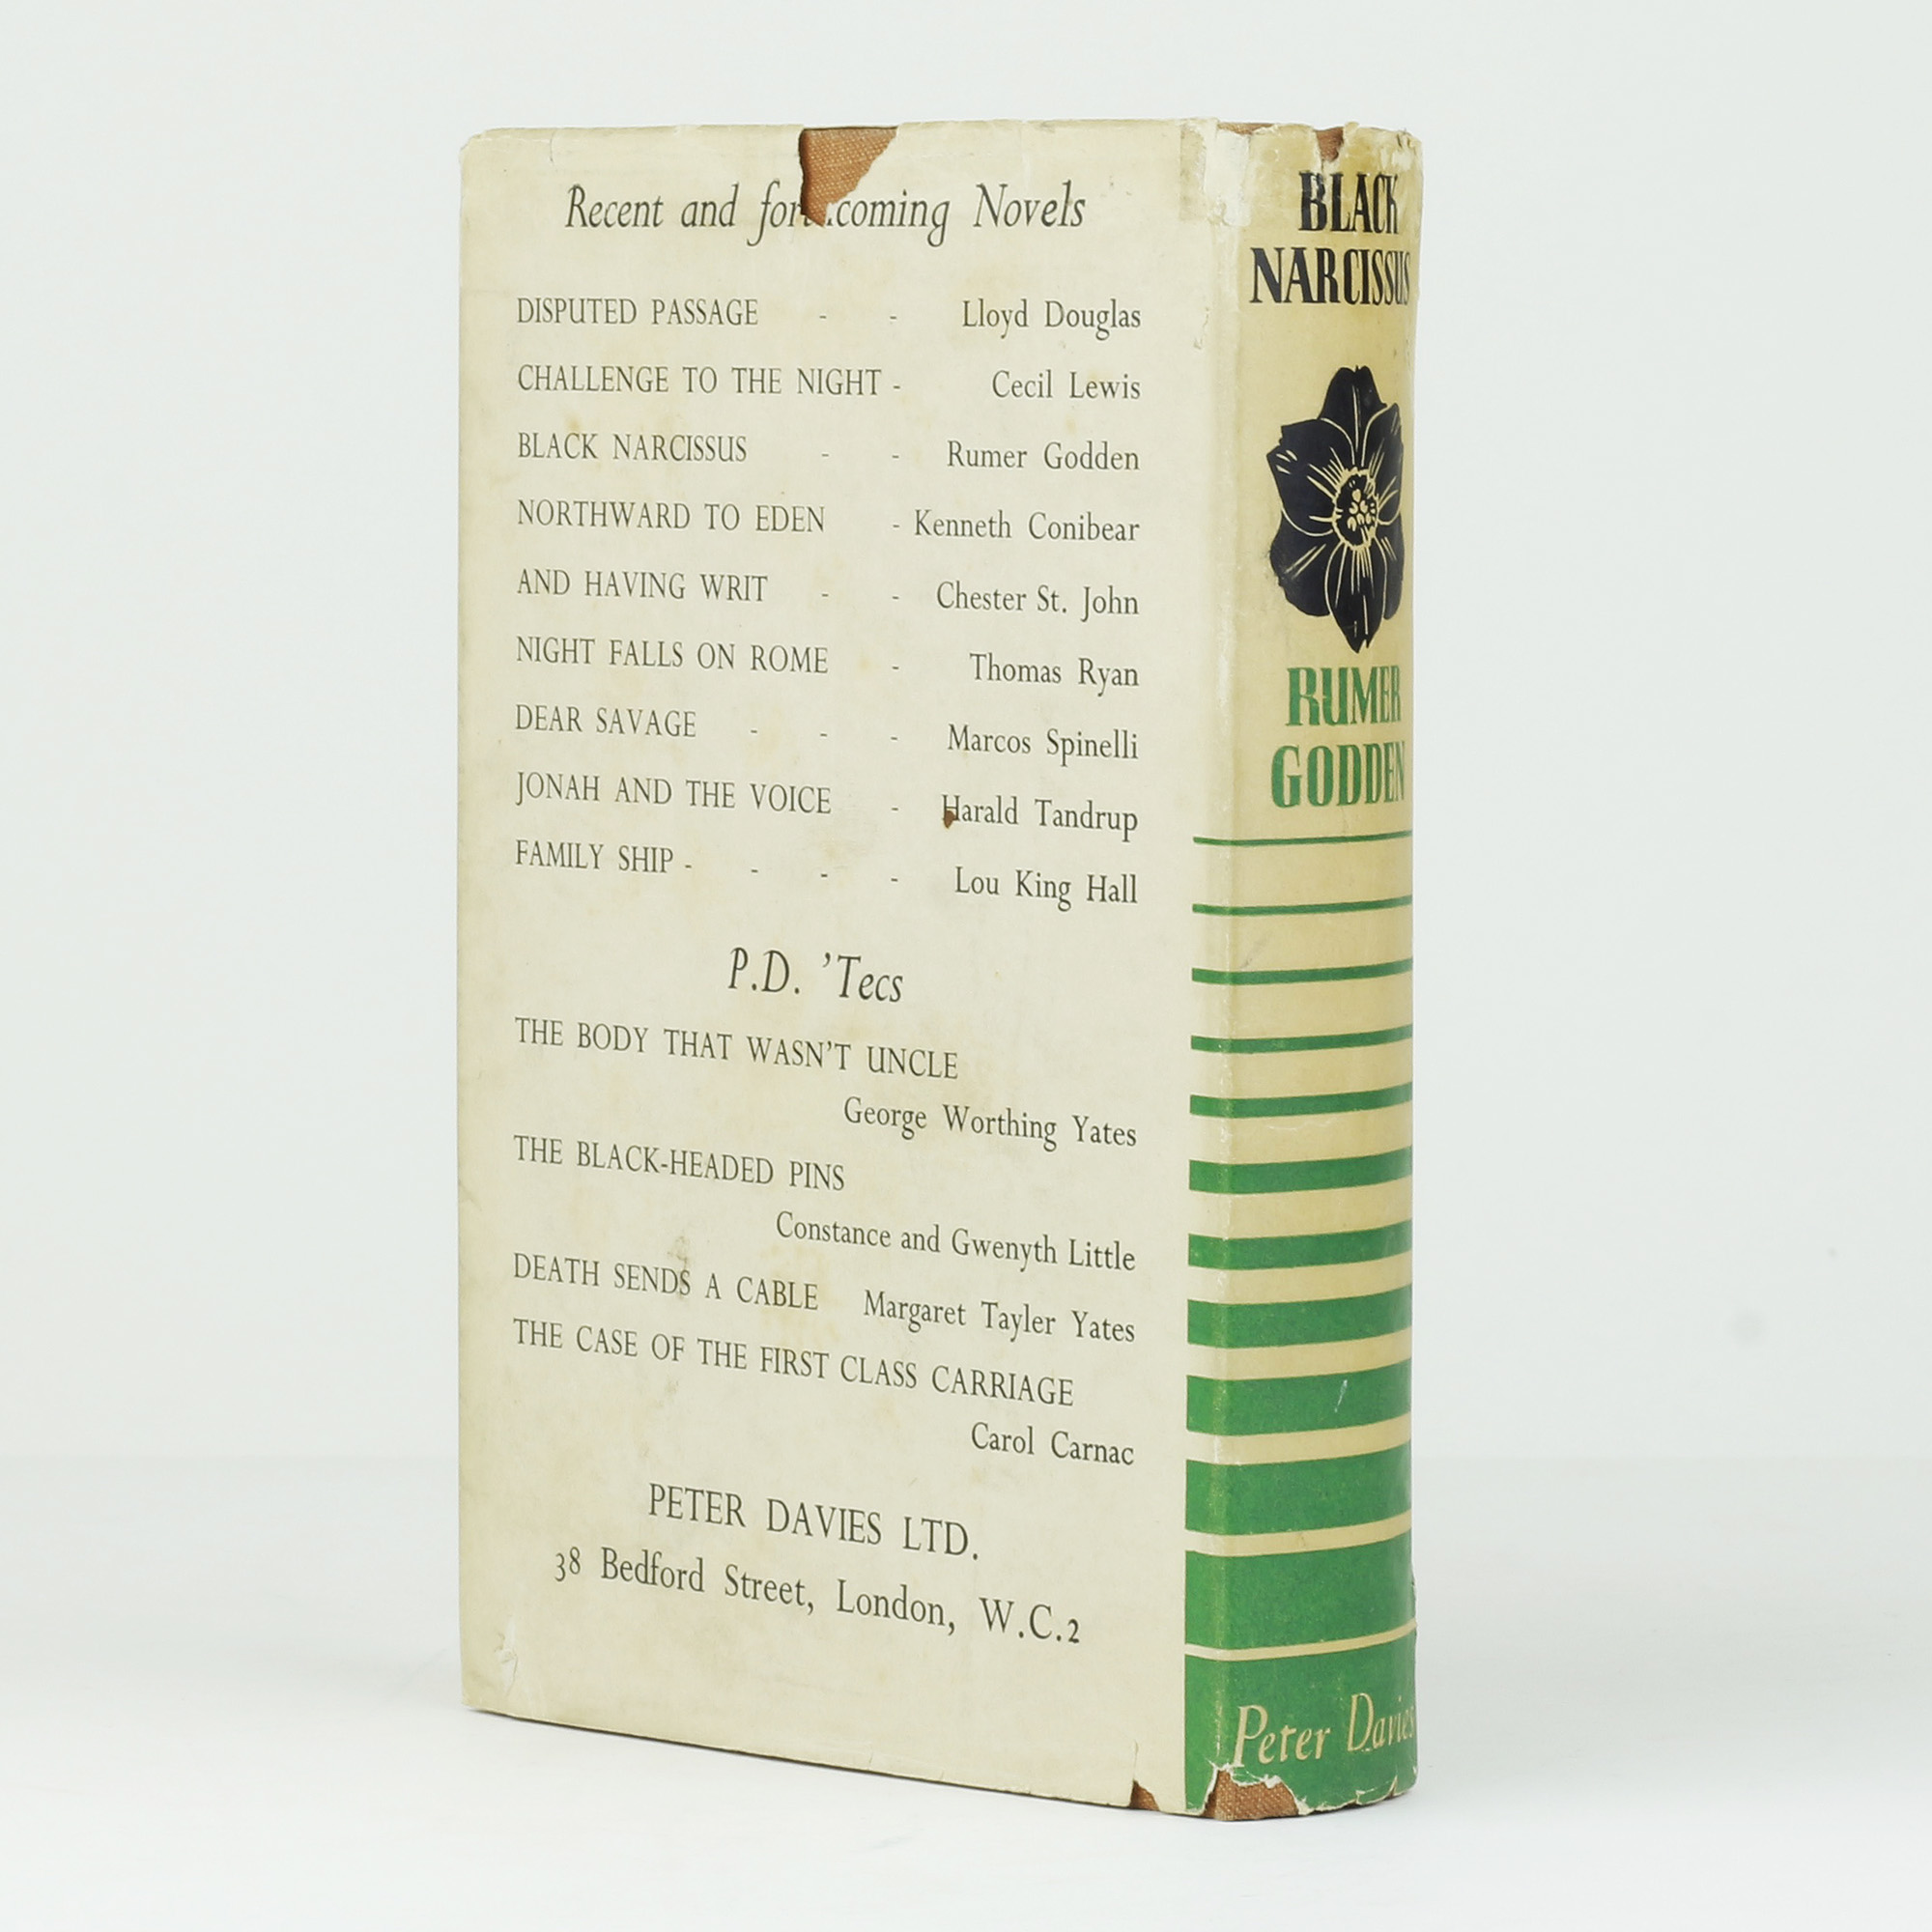 Recent and forthcoming Novels
DISPUTED PASSAGE - - Lloyd Douglas
CHALLENGE TO THE NIGHT - Cecil Lewis
BLACK NARCISSUS - - Rumer Godden
NORTHWARD TO EDEN - Kenneth Conibear
AND HAVING WRIT - - Chester St. John
NIGHT FALLS ON ROME - Thomas Ryan
DEAR SAVAGE - - - Marcos Spinelli
JONAH AND THE VOICE - Harald Tandrup
FAMILY SHIP - - - - Lou King Hall
P.D. 'Tecs
THE BODY THAT WASN'T UNCLE
George Worthing Yates
THE BLACK-HEADED PINS
Constance and Gwenyth Little
DEATH SENDS A CABLE Margaret Tayler Yates
THE CASE OF THE FIRST CLASS CARRIAGE
Carol Carnac
PETER DAVIES LTD.
38 Bedford Street, London, W.C.2
BLACK
NARCISSUS
RUMER
GODDEN
Peter Davies